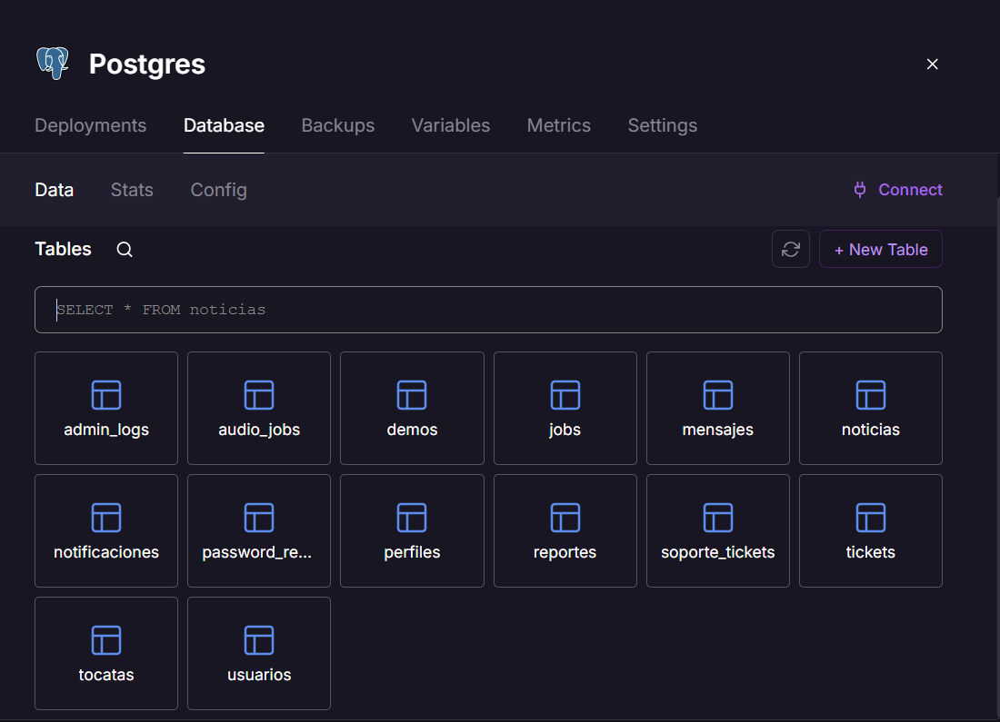 Postgres
Deployments Database Backups Variables Metrics Settings
Data Stats Config Connect
Tables + New Table
SELECT * FROM noticias
admin_logs audio_jobs demos jobs mensajes noticias
notificaciones password_re... perfiles reportes soporte_tickets tickets
tocatas usuarios